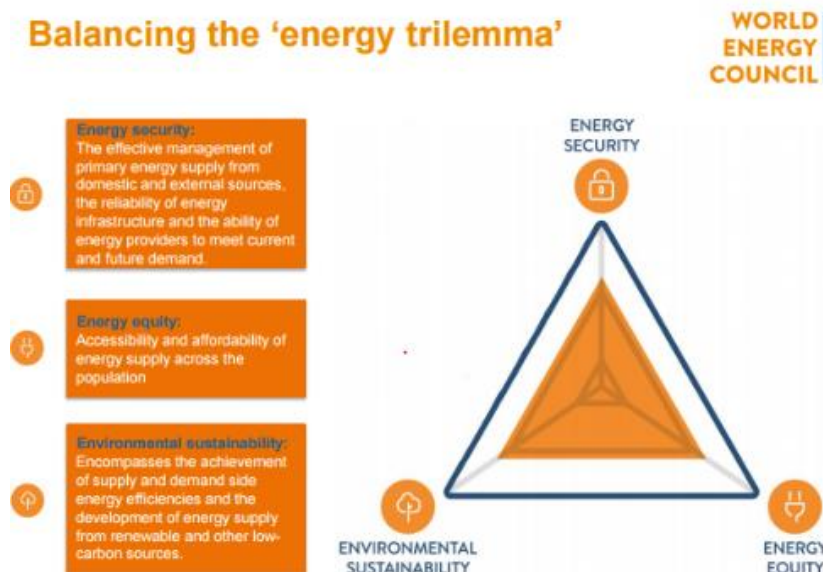 Balancing the ‘energy trilemma’
WORLD
ENERGY
COUNCIL
Energy security:
The effective management of
primary energy supply from
domestic and external sources,
the reliability of energy
infrastructure and the ability of
energy providers to meet current
and future demand.
Energy equity:
Accessibility and affordability of
energy supply across the
population
Environmental sustainability:
Encompasses the achievement
of supply and demand side
energy efficiencies and the
development of energy supply
from renewable and other low-
carbon sources.
ENERGY
SECURITY
ENVIRONMENTAL
SUSTAINABILITY
ENERGY
EQUITY